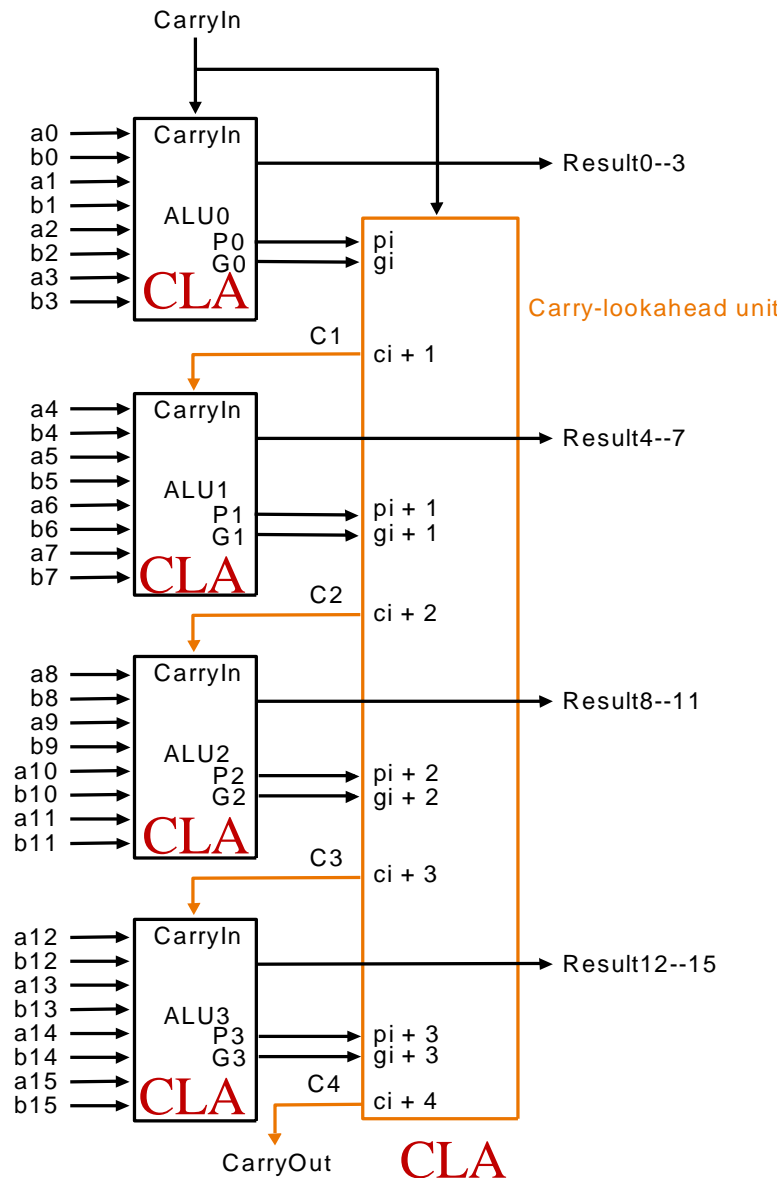 CarryIn
a0
b0
a1
b1
a2
b2
a3
b3
CarryIn
ALU0
P0
G0
CLA
Result0--3
pi
gi
Carry-lookahead unit
C1
ci + 1
a4
b4
a5
b5
a6
b6
a7
b7
CarryIn
ALU1
P1
G1
CLA
Result4--7
pi + 1
gi + 1
C2
ci + 2
a8
b8
a9
b9
a10
b10
a11
b11
CarryIn
ALU2
P2
G2
CLA
Result8--11
pi + 2
gi + 2
C3
ci + 3
a12
b12
a13
b13
a14
b14
a15
b15
CarryIn
ALU3
P3
G3
CLA
Result12--15
pi + 3
gi + 3
C4
ci + 4
CarryOut
CLA